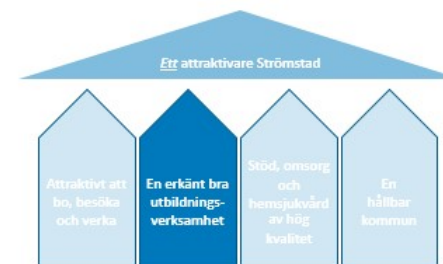 Ett attraktivare Strömstad
Attraktivt att
bo, besöka
och verka
En erkänt bra
utbildnings-
verksamhet
Stöd, omsorg
och
hemsjukvård
av hög
kvalitet
En
hållbar
kommun